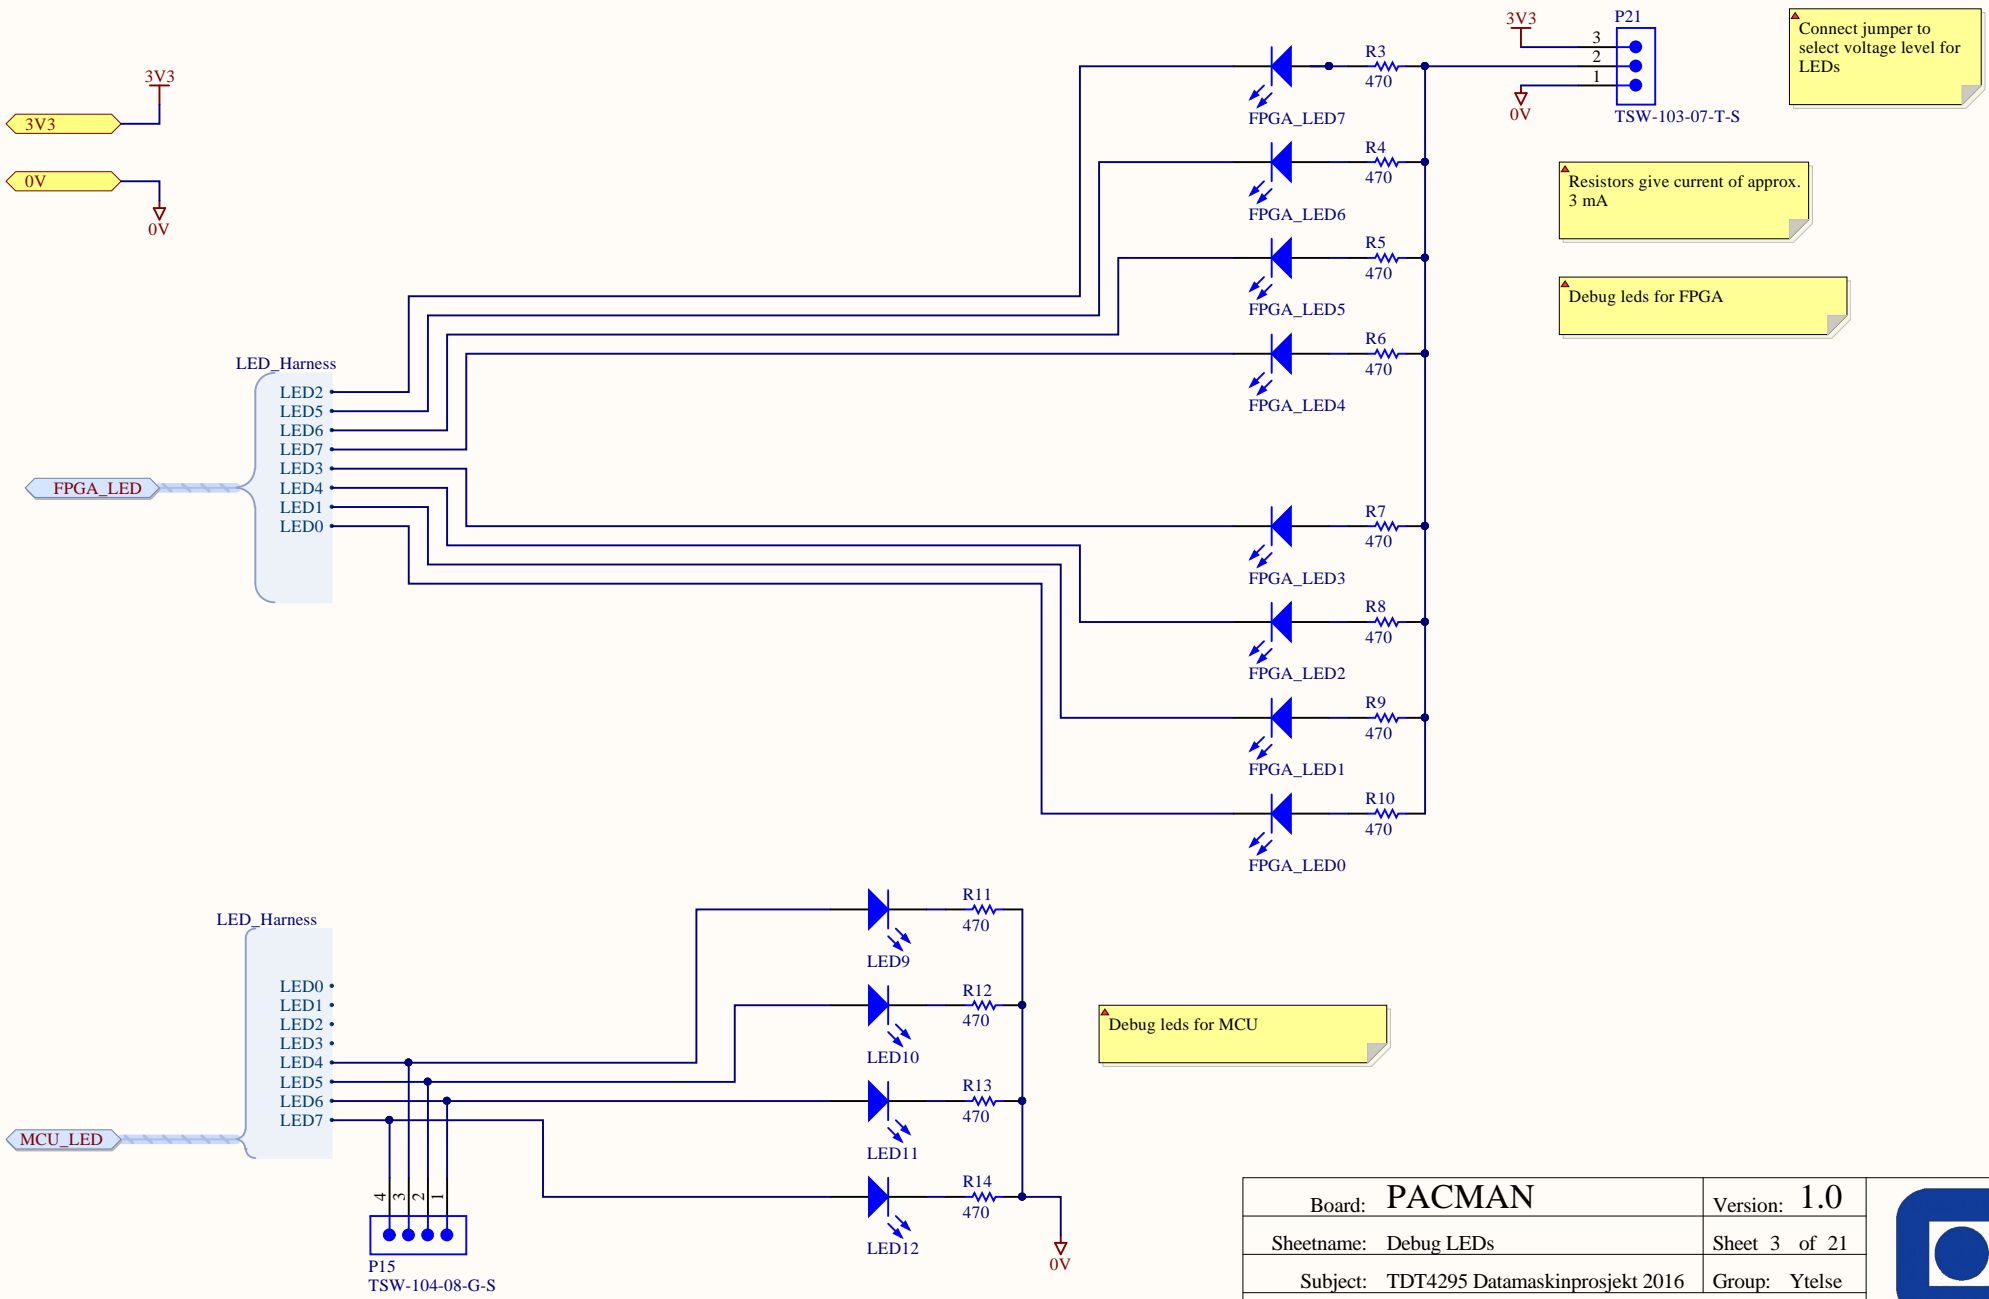 3V3
3V3
0V
0V
FPGA_LED
LED_Harness
LED2
LED5
LED6
LED7
LED3
LED4
LED1
LED0
FPGA_LED7
R3
470
FPGA_LED6
R4
470
FPGA_LED5
R5
470
FPGA_LED4
R6
470
FPGA_LED3
R7
470
FPGA_LED2
R8
470
FPGA_LED1
R9
470
FPGA_LED0
R10
470
3V3
0V
P21
3
2
1
TSW-103-07-T-S
Connect jumper to
select voltage level for
LEDs
Resistors give current of approx.
3 mA
Debug leds for FPGA
MCU_LED
LED_Harness
LED0
LED1
LED2
LED3
LED4
LED5
LED6
LED7
4
3
2
1
P15
TSW-104-08-G-S
LED9
R11
470
LED10
R12
470
LED11
R13
470
LED12
R14
470
0V
Debug leds for MCU
Board: PACMAN Version: 1.0
Sheetname: Debug LEDs Sheet 3 of 21
Subject: TDT4295 Datamaskinprosjekt 2016 Group: Ytelse